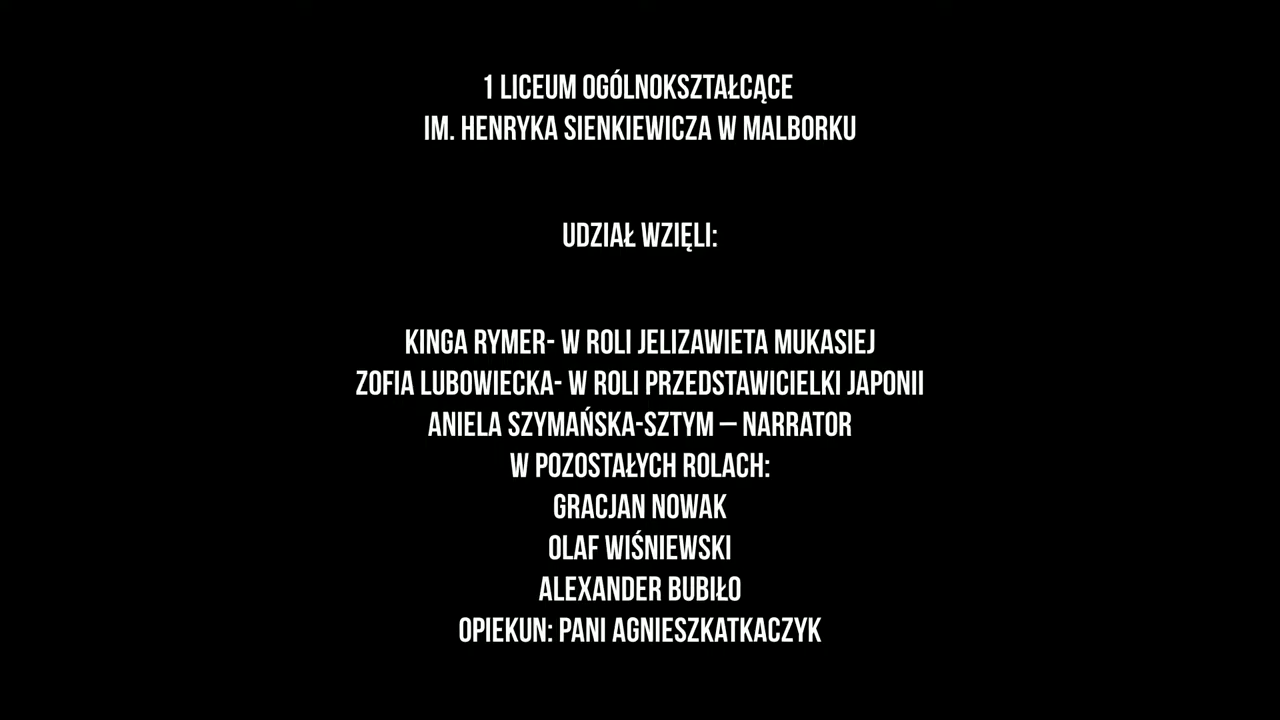 1 LICEUM OGÓLNOKSZTAŁCĄCE
IM. HENRYKA SIENKIEWICZA W MALBORKU
UDZIAŁ WZIĘLI:
KINGA RYMER- W ROLI JELIZAWIETA MUKASIEJ
ZOFIA LUBOWIECKA- W ROLI PRZEDSTAWICIELKI JAPONII
ANIELA SZYMAŃSKA-SZTYM – NARRATOR
W POZOSTAŁYCH ROLACH:
GRACJAN NOWAK
OLAF WIŚNIEWSKI
ALEXANDER BUBIŁO
OPIEKUN: PANI AGNIESZKATKACZYK